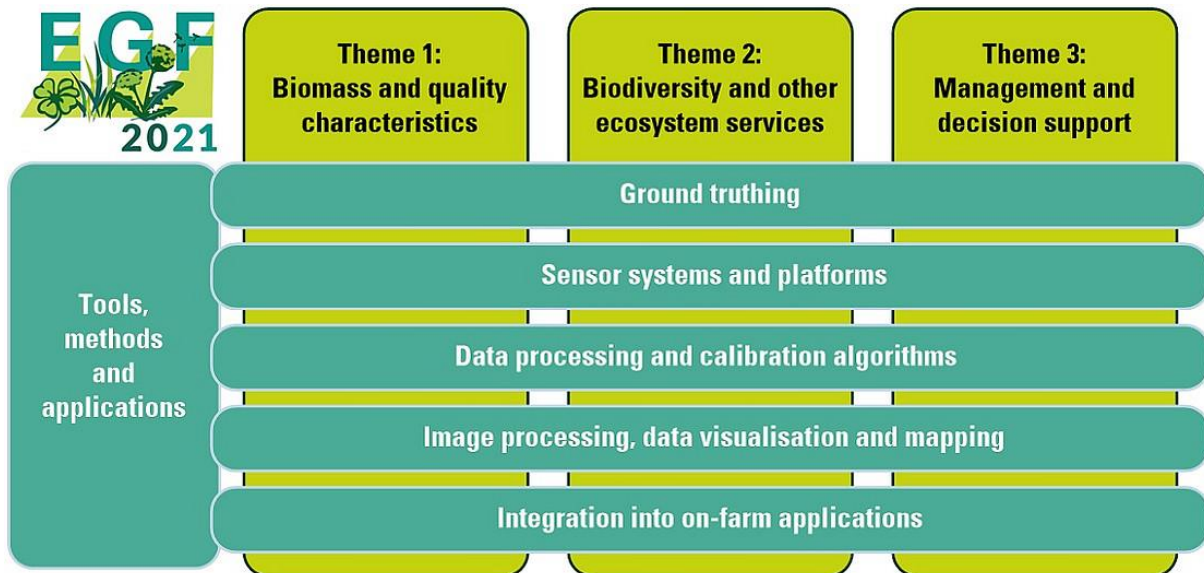 EGF
2021
Theme 1:
Biomass and quality
characteristics
Theme 2:
Biodiversity and other
ecosystem services
Theme 3:
Management and
decision support
Tools,
methods
and
applications
Ground truthing
Sensor systems and platforms
Data processing and calibration algorithms
Image processing, data visualisation and mapping
Integration into on-farm applications